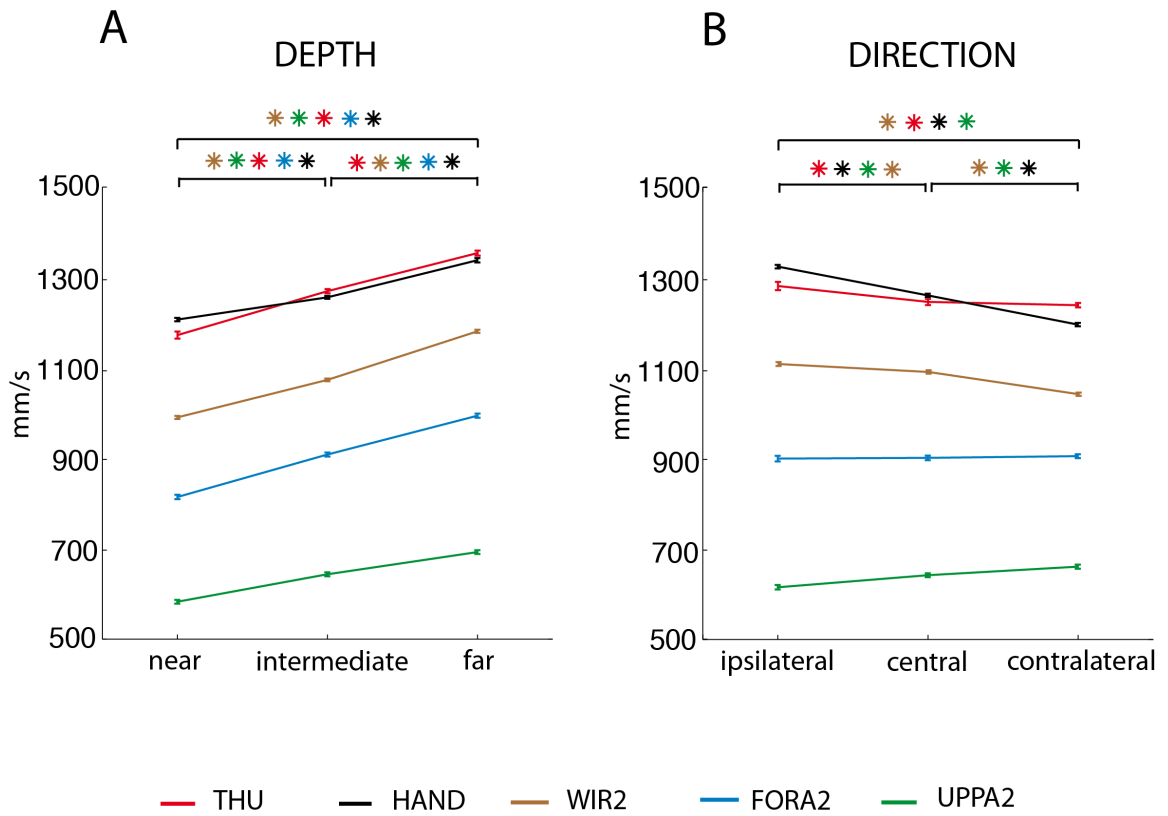 A
DEPTH
1500
1300
1100
900
700
500
mm/s
near intermediate far
B
DIRECTION
1500
1300
1100
900
700
500
mm/s
ipsilateral central contralateral
THU HAND WIR2 FORA2 UPPA2